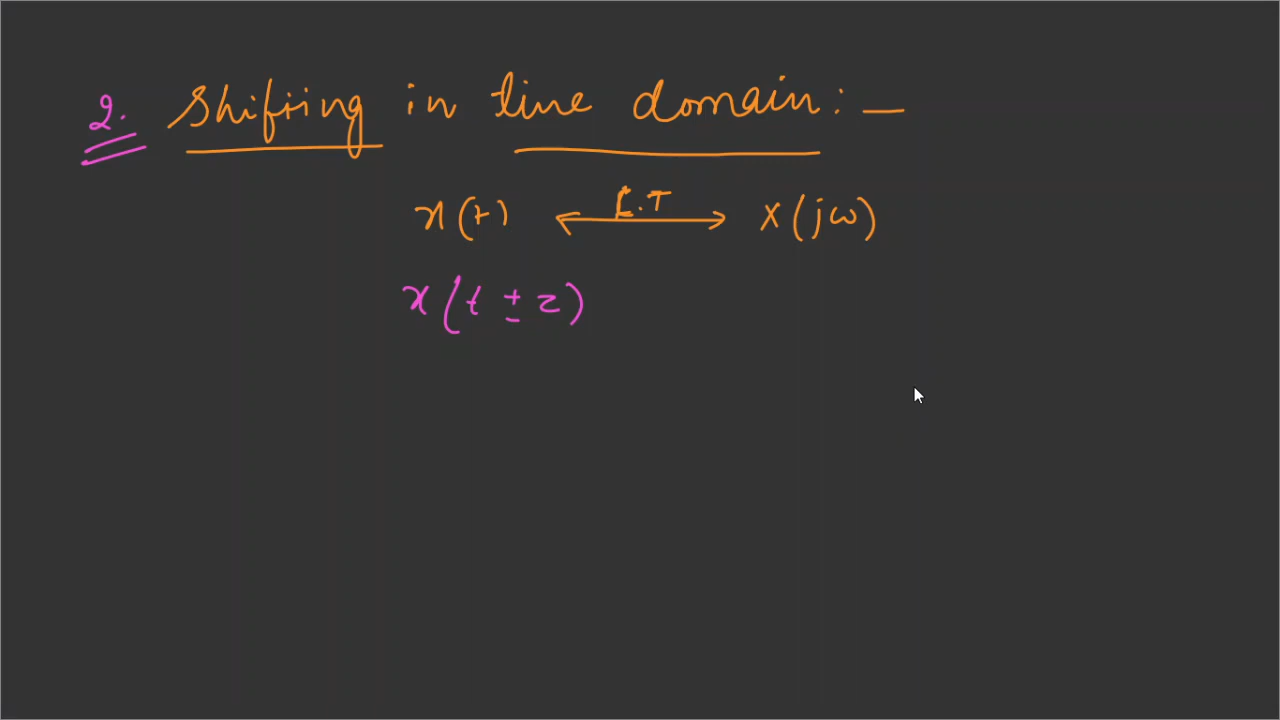 2. Shifting in time domain: —
x(t) ⟷ F.T X(jω)
x(t ± z)